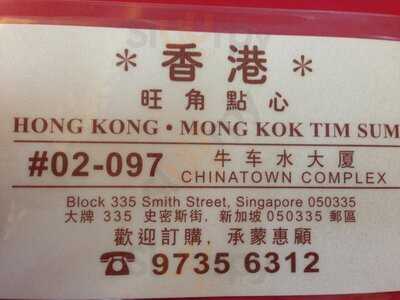 * 香港 *
旺角點心
HONG KONG • MONG KOK TIM SUM
#02-097 牛车水大厦
CHINATOWN COMPLEX
Block 335 Smith Street, Singapore 050335
大牌 335 史密斯街, 新加坡 050335 郵區
歡迎訂購, 承蒙惠顧
☎ 9735 6312